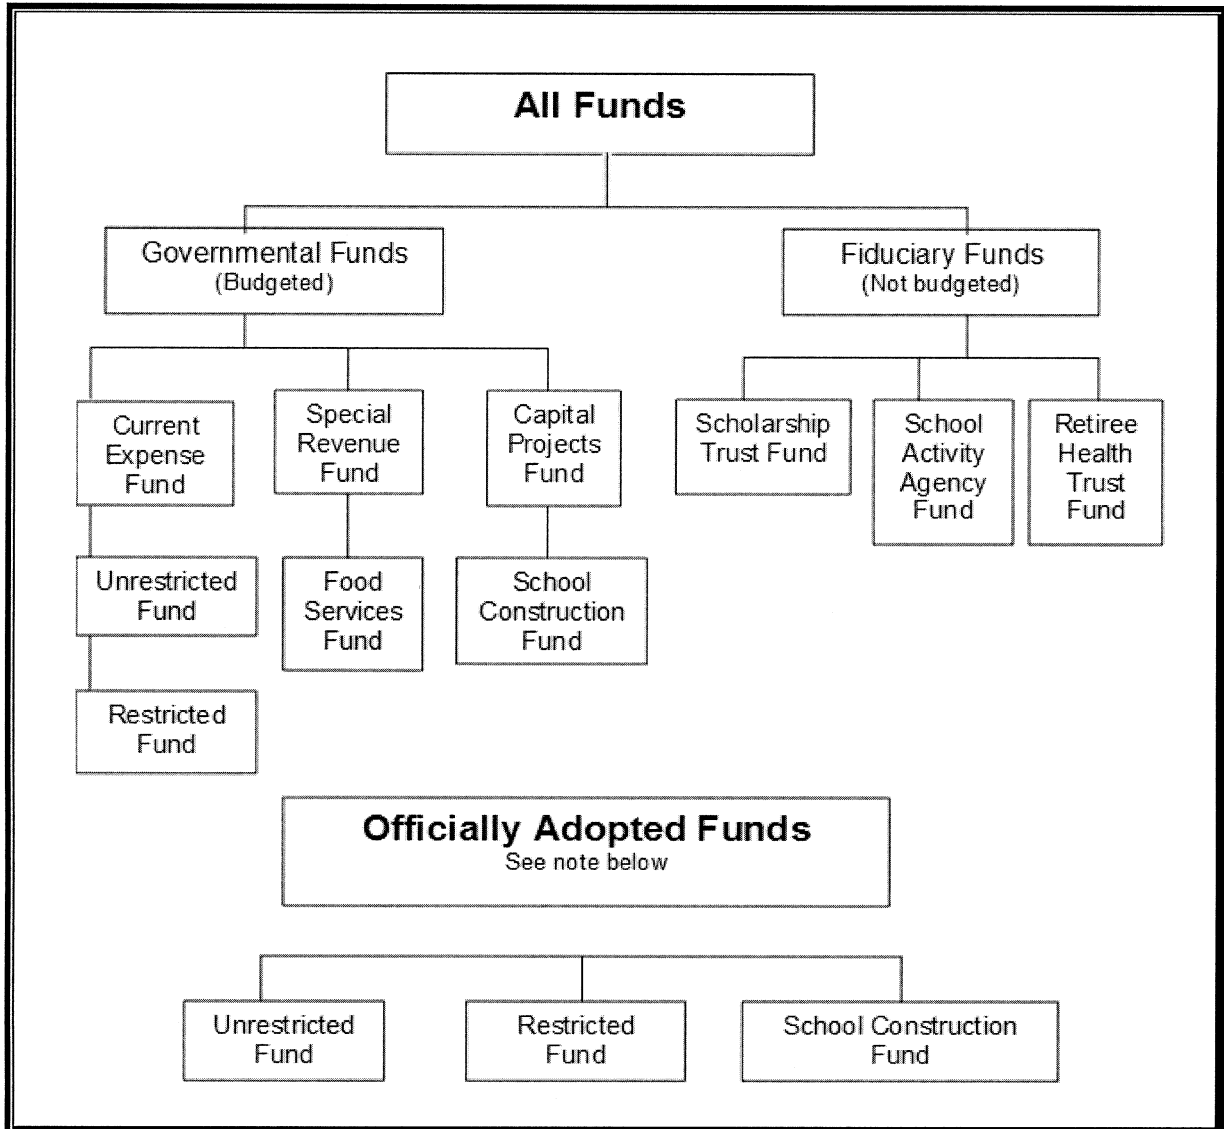 All Funds
Governmental Funds
(Budgeted)
Fiduciary Funds
(Not budgeted)
Current
Expense
Fund
Special
Revenue
Fund
Capital
Projects
Fund
Scholarship
Trust Fund
School
Activity
Agency
Fund
Retiree
Health
Trust
Fund
Unrestricted
Fund
Food
Services
Fund
School
Construction
Fund
Restricted
Fund
Officially Adopted Funds
See note below
Unrestricted
Fund
Restricted
Fund
School Construction
Fund